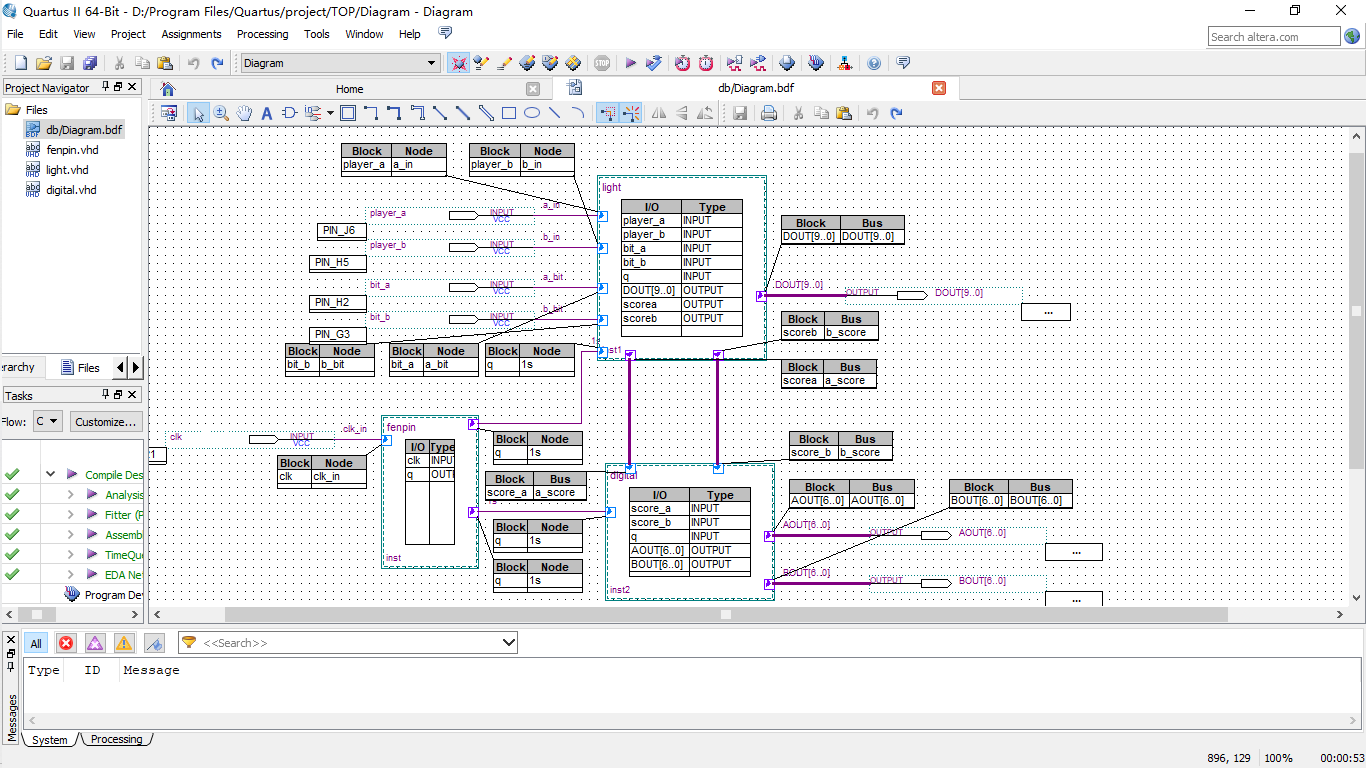 Quartus II 64-Bit - D:/Program Files/Quartus/project/TOP/Diagram - Diagram
File Edit View Project Assignments Processing Tools Window Help
Search altera.com
Diagram
Project Navigator
Home
db/Diagram.bdf
Files
db/Diagram.bdf
fenpin.vhd
light.vhd
digital.vhd
erarchy Files
Tasks
Flow: C Customize...
Compile Des
Analysis
Fitter (P
Assemb
TimeQue
EDA Net
Program Dev
Block Node
player_a a_in
Block Node
player_b b_in
player_a INPUT VCC a_in
PIN_J6
player_b INPUT VCC b_in
PIN_H5
bit_a INPUT VCC a_bit
PIN_H2
bit_b INPUT VCC b_bit
PIN_G3
light
I/O Type
player_a INPUT
player_b INPUT
bit_a INPUT
bit_b INPUT
q INPUT
DOUT[9..0] OUTPUT
scorea OUTPUT
scoreb OUTPUT
st1
Block Bus
DOUT[9..0] DOUT[9..0]
DOUT[9..0] OUTPUT DOUT[9..0]
...
Block Bus
scoreb b_score
Block Bus
scorea a_score
Block Node
bit_b b_bit
Block Node
bit_a a_bit
Block Node
q 1s
clk INPUT VCC clk_in
Block Node
clk clk_in
fenpin
I/O Type
clk INPU
q OUT
inst
Block Node
q 1s
Block Bus
score_a a_score
Block Node
q 1s
Block Node
q 1s
Block Bus
score_b b_score
digital
I/O Type
score_a INPUT
score_b INPUT
q INPUT
AOUT[6..0] OUTPUT
BOUT[6..0] OUTPUT
inst2
Block Bus
AOUT[6..0] AOUT[6..0]
Block Bus
BOUT[6..0] BOUT[6..0]
AOUT[6..0] OUTPUT AOUT[6..0]
...
BOUT[6..0] OUTPUT BOUT[6..0]
...
All
<<Search>>
Type ID Message
Messages
System Processing
896, 129 100% 00:00:53